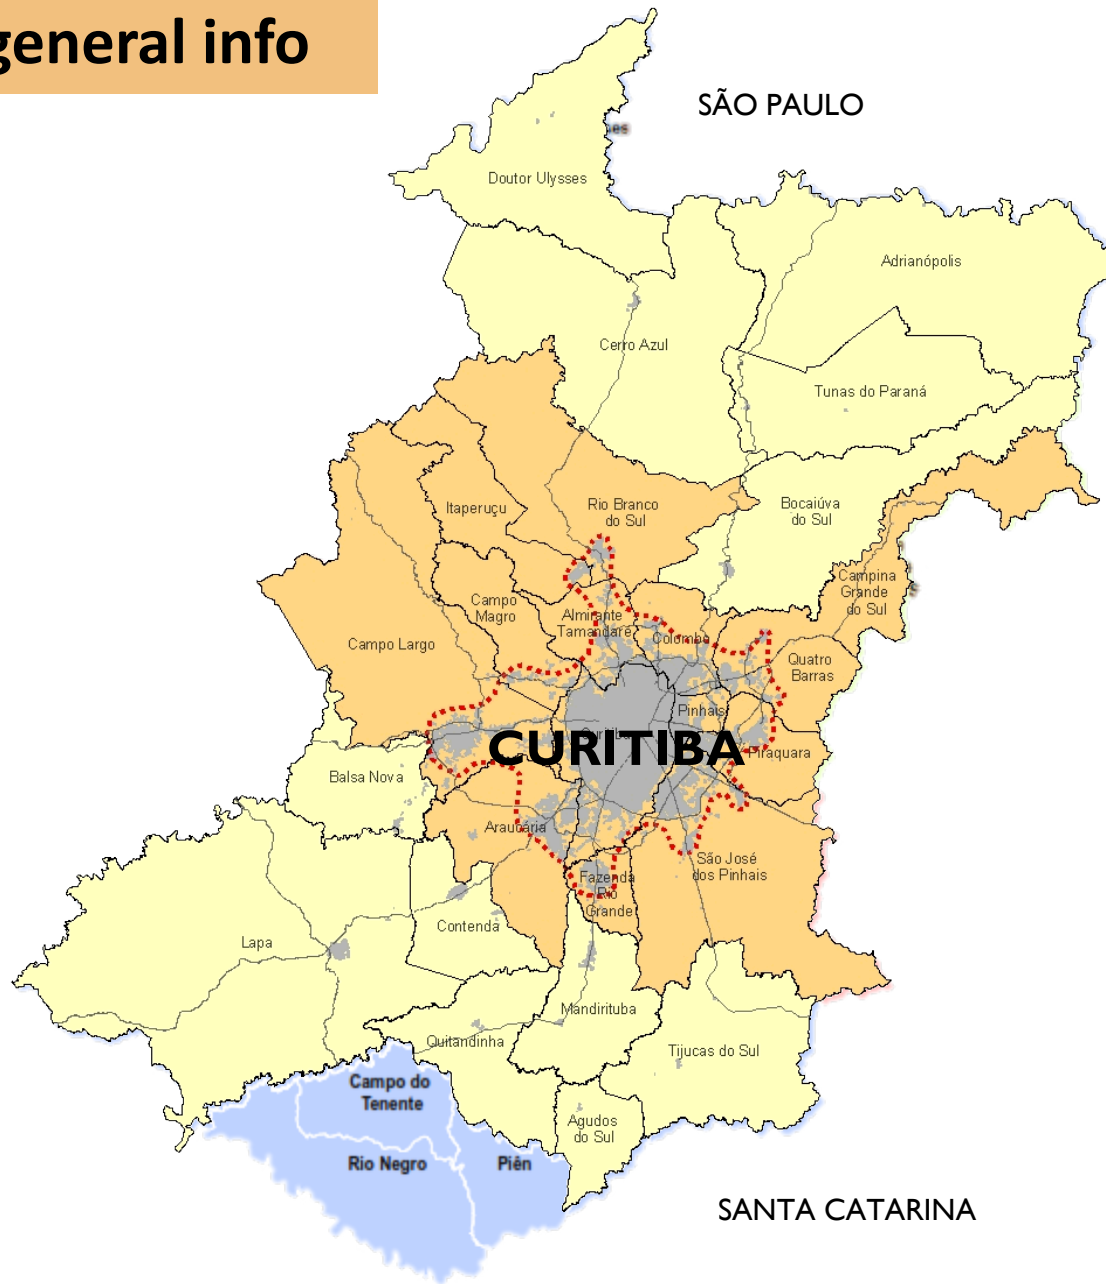 general info
SÃO PAULO
Doutor Ulysses
Adrianópolis
Cerro Azul
Tunas do Paraná
Itaperuçu
Rio Branco
do Sul
Bocaiúva
do Sul
Campina
Grande
do Sul
Campo
Magro
Almirante
Tamandaré
Colombo
Campo Largo
Quatro
Barras
Pinhais
CURITIBA
Piraquara
Balsa Nova
Araucária
São José
dos Pinhais
Fazenda
Rio
Grande
Contenda
Lapa
Mandirituba
Quitandinha
Tijucas do Sul
Campo do
Tenente
Agudos
do Sul
Rio Negro
Piên
SANTA CATARINA